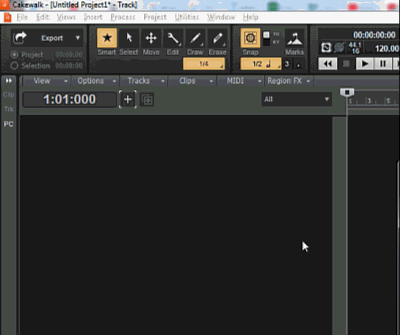 Cakewalk - [Untitled Project1* - Track]
File Edit Views Insert Process Project Utilities Window Help
Export
Project 00:00:00
Selection 00:00:00
Smart Select Move Edit Draw Erase
1/4
Snap
TO
BY
Marks
1/2 3
00:00:00:00
44.1
16
120.00
View Options Tracks Clips MIDI Region FX
Clip
Trk
PC
1:01:000
All
1 3 5